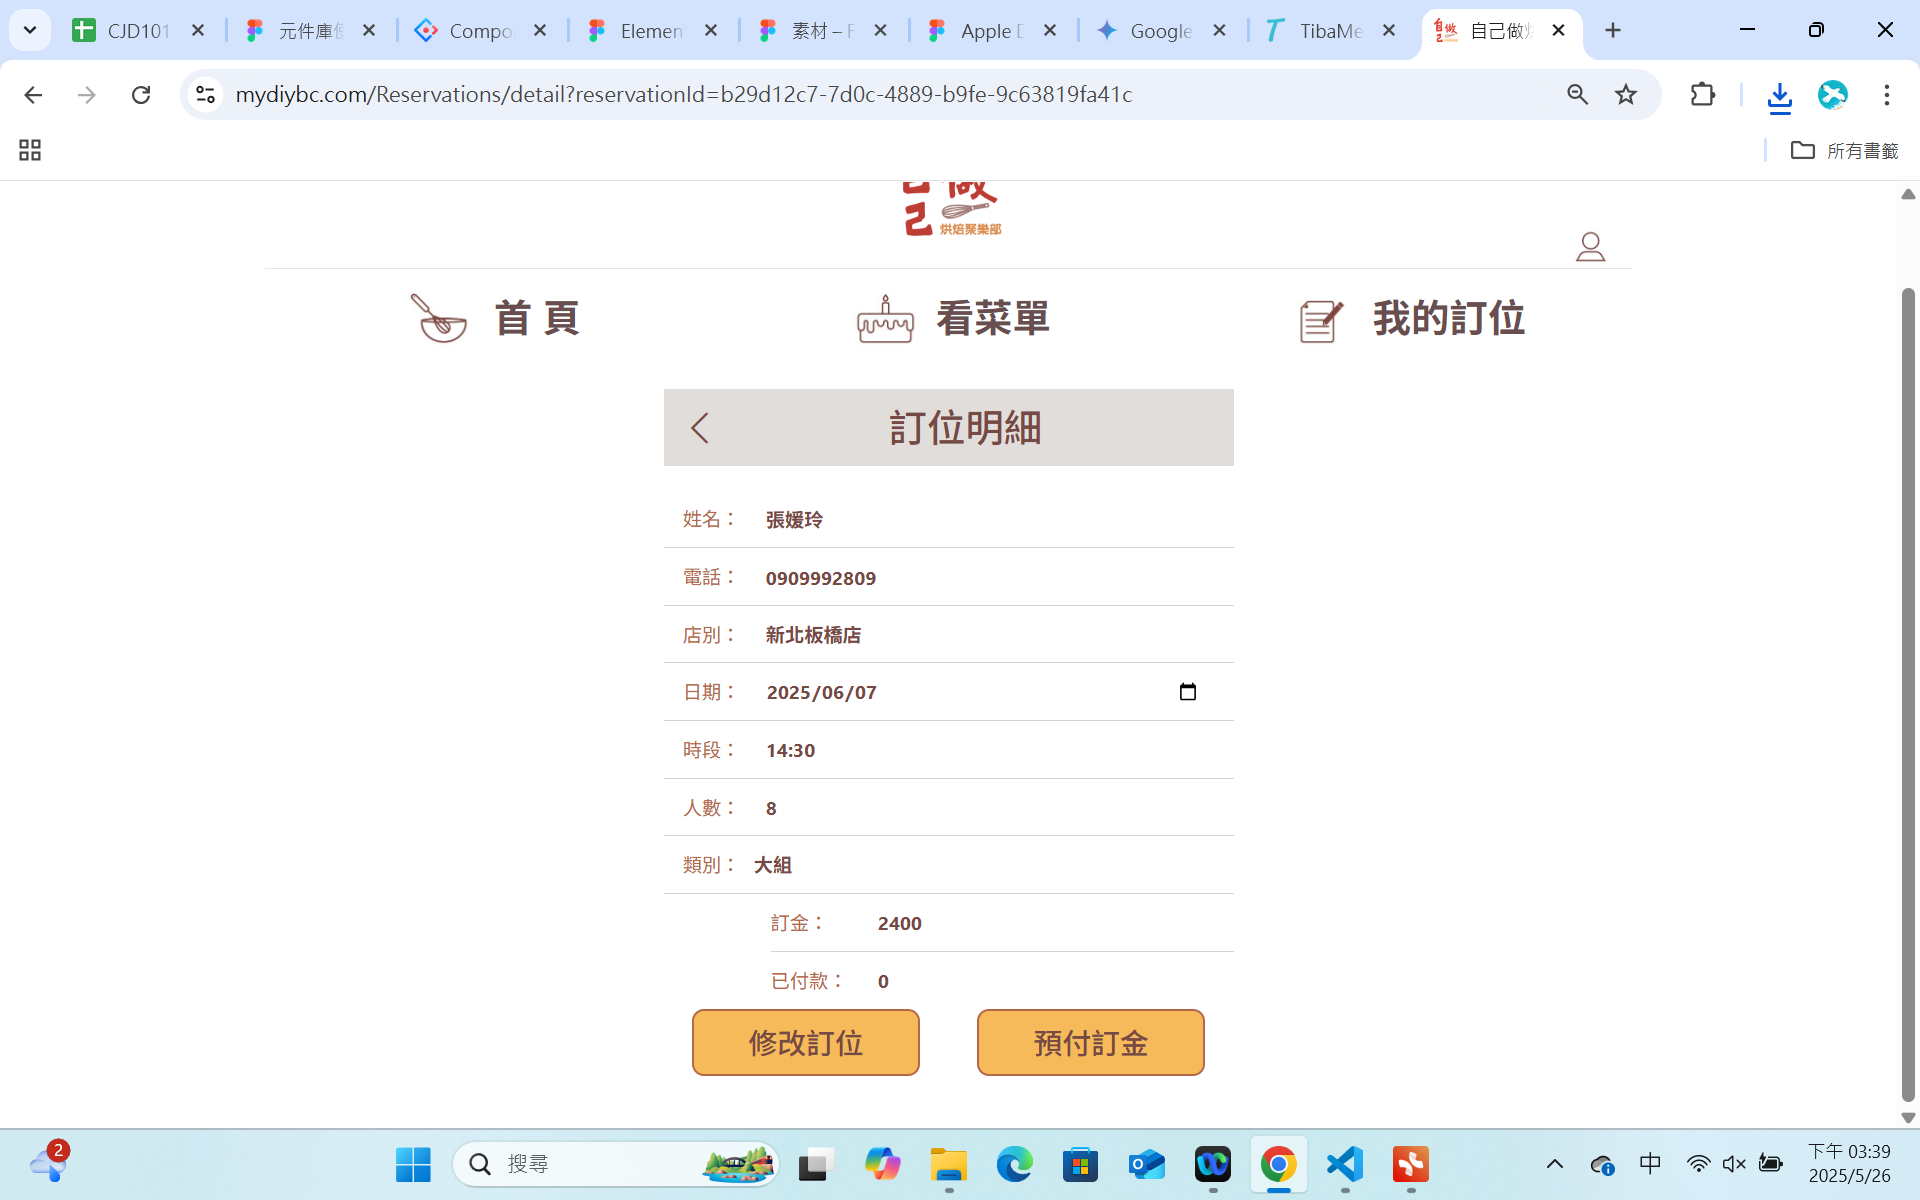 CJD101
元件庫
Compo
Elemen
素材 – F
Apple D
Google
TibaMe
自己做
mydiybc.com/Reservations/detail?reservationId=b29d12c7-7d0c-4889-b9fe-9c63819fa41c
所有書籤
自做
己
烘焙聚樂部
首 頁
看菜單
我的訂位
訂位明細
姓名： 張媛玲
電話： 0909992809
店別： 新北板橋店
日期： 2025/06/07
時段： 14:30
人數： 8
類別： 大組
訂金： 2400
已付款： 0
修改訂位
預付訂金
2
搜尋
中
下午 03:39
2025/5/26